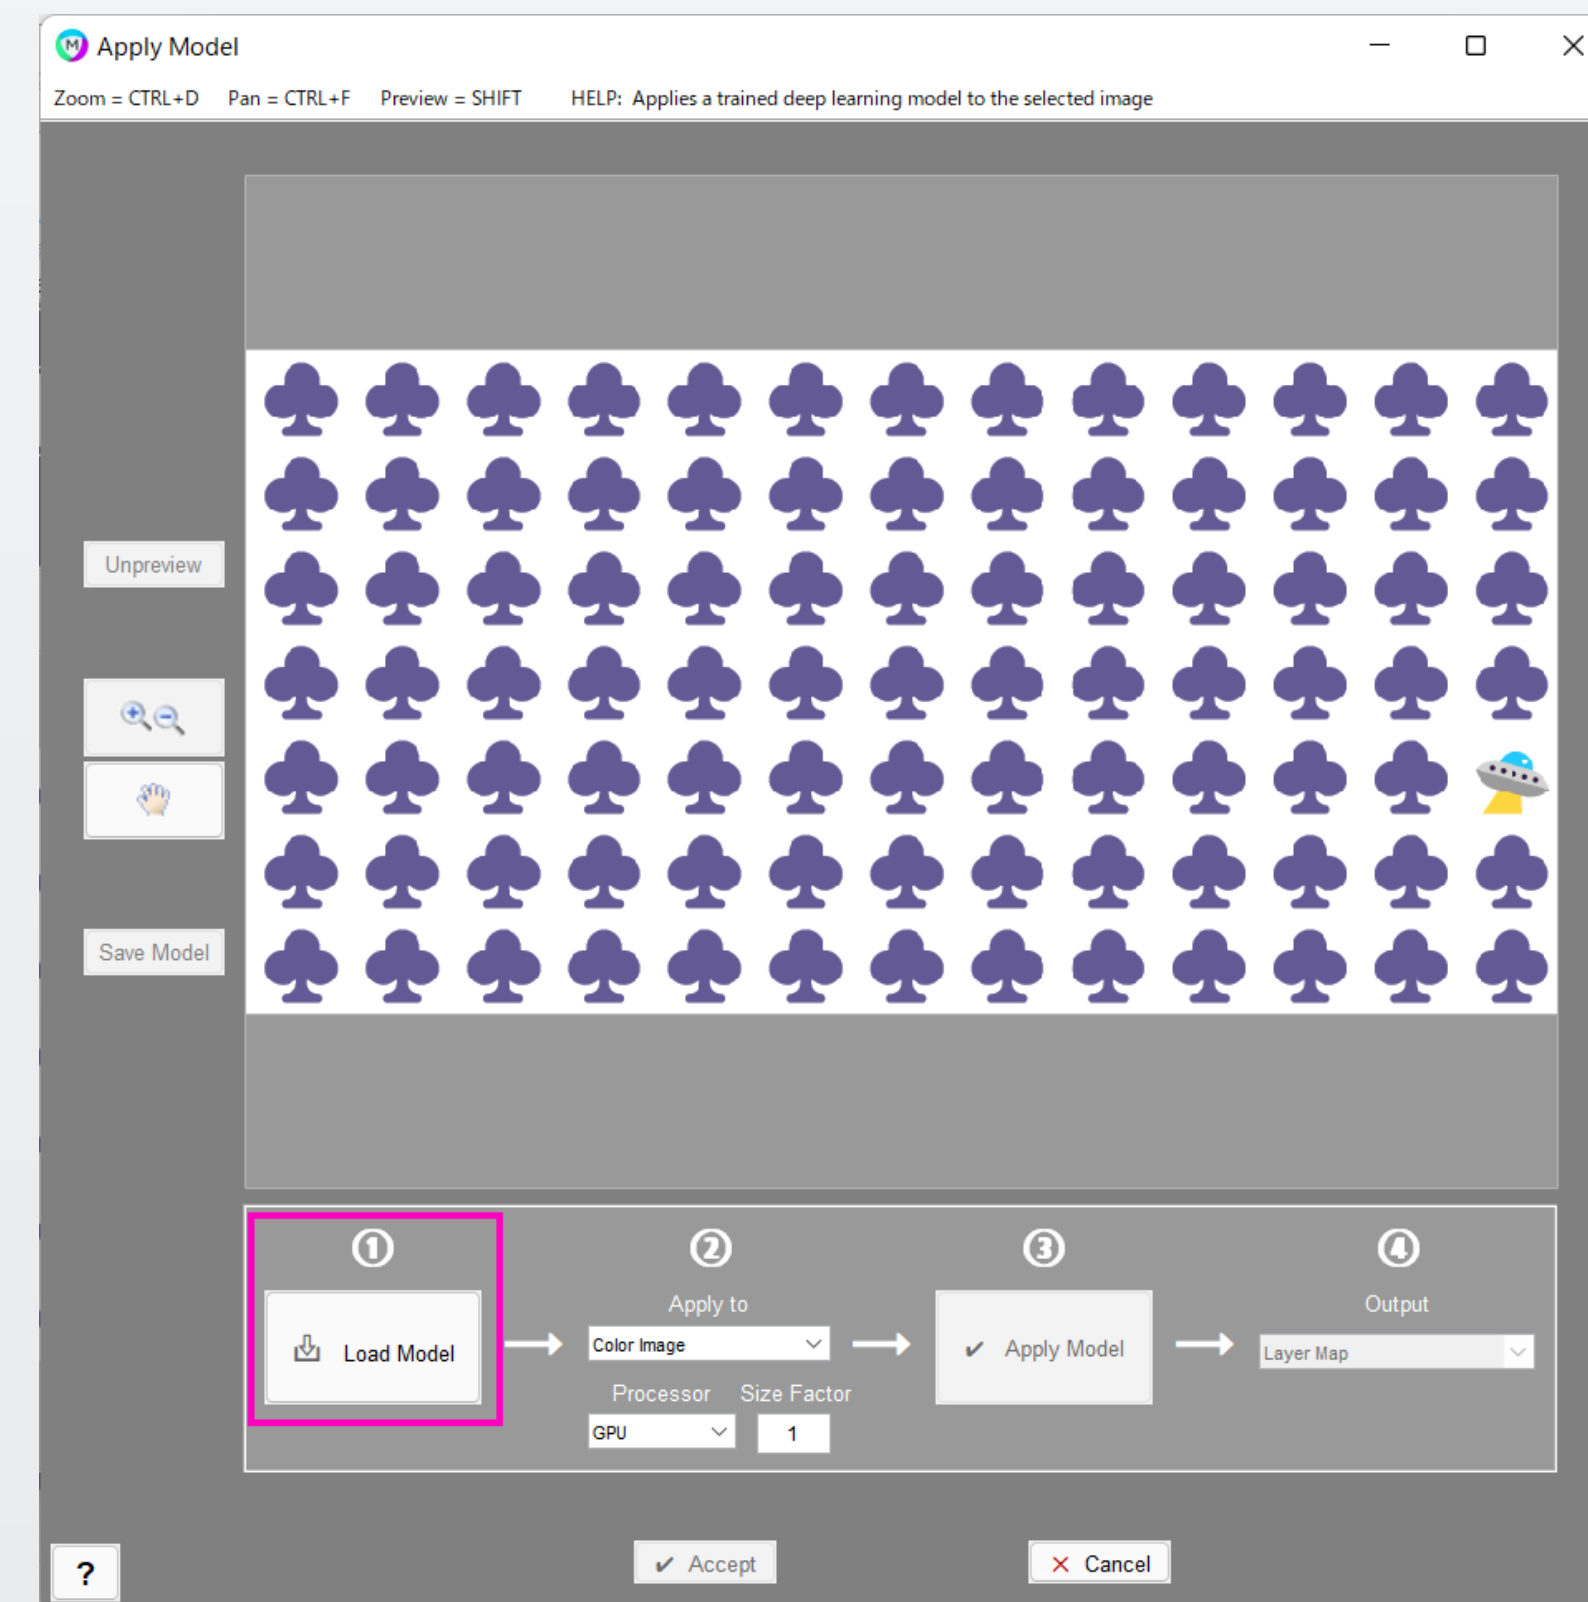 Apply Model
Zoom = CTRL+D Pan = CTRL+F Preview = SHIFT HELP: Applies a trained deep learning model to the selected image
Unpreview
Save Model
① ② ③ ④
Apply to Output
Load Model Color Image ✔ Apply Model Layer Map
Processor Size Factor
GPU 1
? ✔ Accept ✕ Cancel